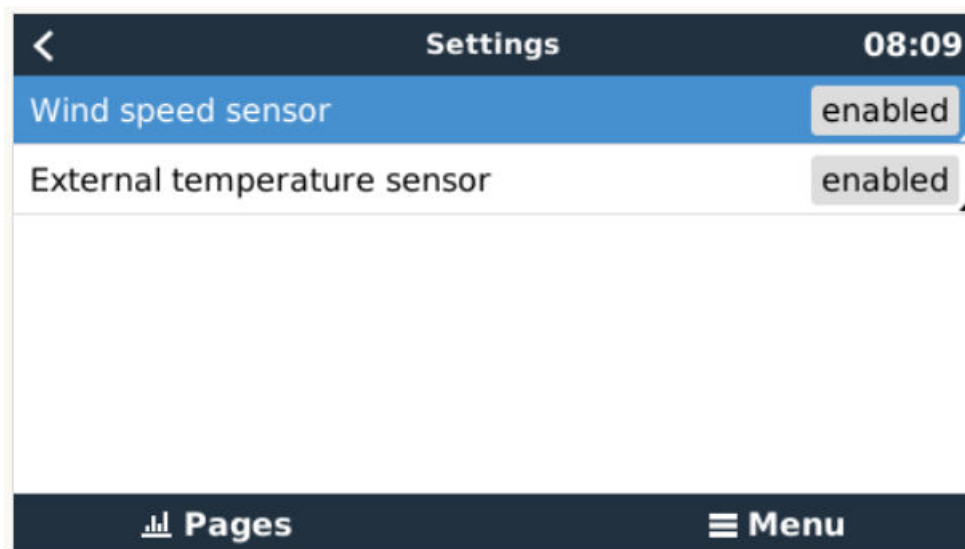 Settings 08:09
Wind speed sensor enabled
External temperature sensor enabled
Pages Menu